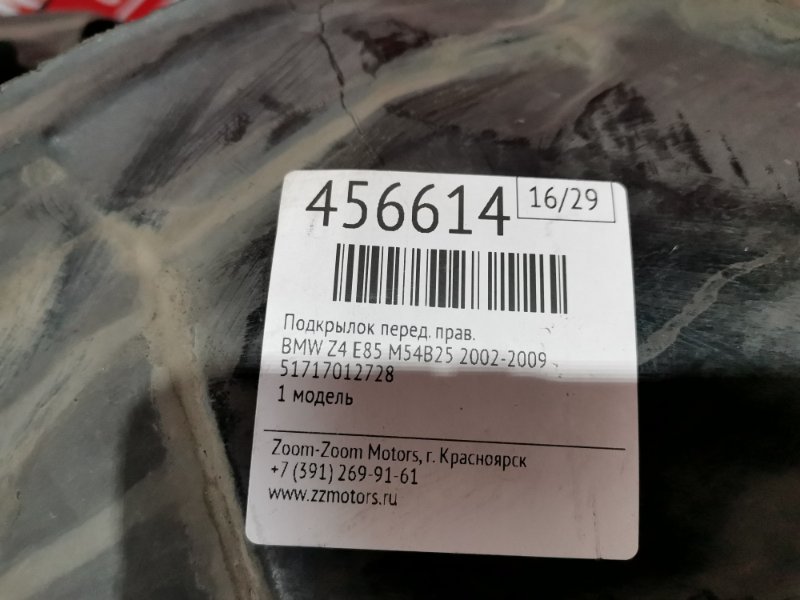 456614
16/29
Подкрылок перед. прав.
BMW Z4 E85 M54B25 2002-2009
51717012728
1 модель
Zoom-Zoom Motors, г. Красноярск
+7 (391) 269-91-61
www.zzmotors.ru